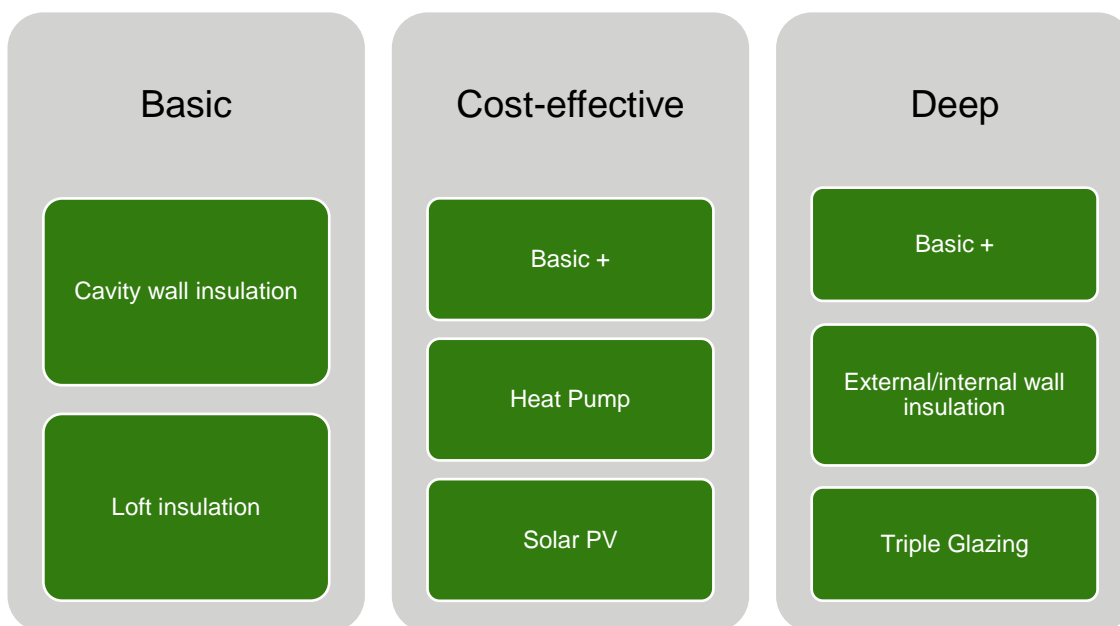 Basic
Cavity wall insulation
Loft insulation
Cost-effective
Basic +
Heat Pump
Solar PV
Deep
Basic +
External/internal wall
insulation
Triple Glazing